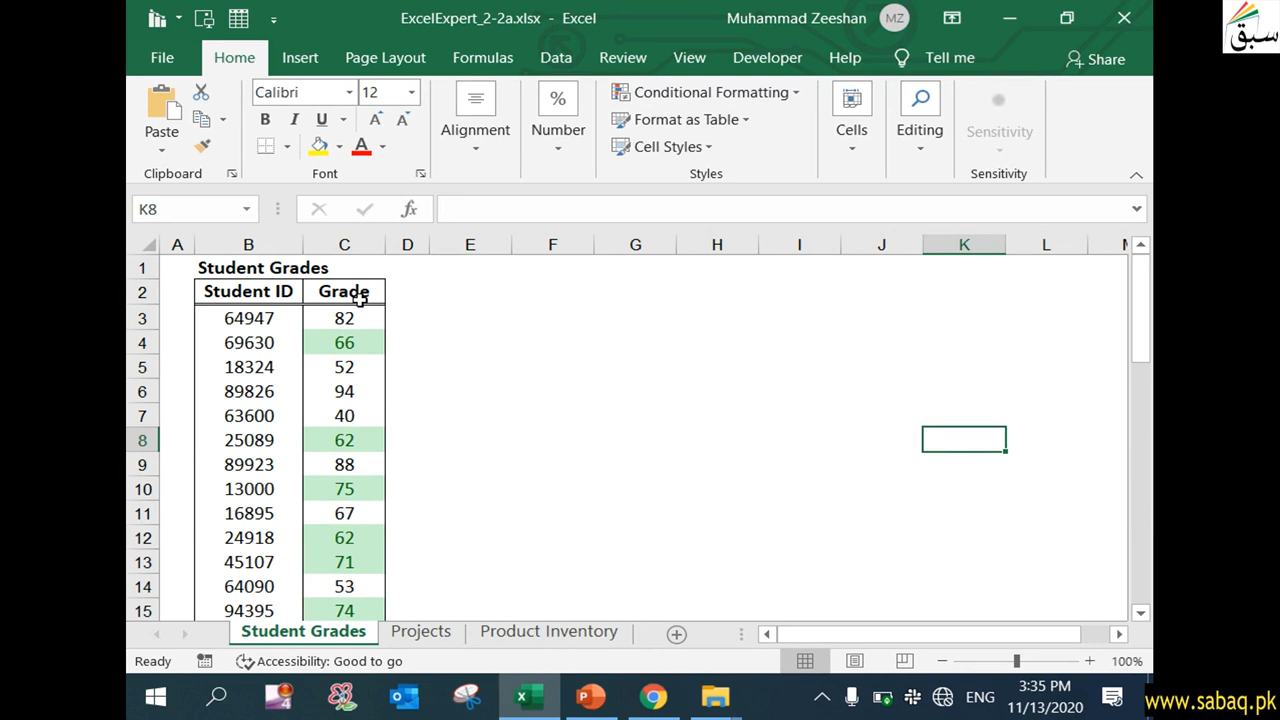 ExcelExpert_2-2a.xlsx - Excel
Muhammad Zeeshan
MZ
سبق
File Home Insert Page Layout Formulas Data Review View Developer Help Tell me Share
Paste
Clipboard
Calibri 12
B I U A A
A
Font
Alignment
%
Number
Conditional Formatting
Format as Table
Cell Styles
Styles
Cells
Editing
Sensitivity
Sensitivity
K8
fx
A B C D E F G H I J K L M
1 Student Grades
2 Student ID Grade
3 64947 82
4 69630 66
5 18324 52
6 89826 94
7 63600 40
8 25089 62
9 89923 88
10 13000 75
11 16895 67
12 24918 62
13 45107 71
14 64090 53
15 94395 74
Student Grades Projects Product Inventory
Ready Accessibility: Good to go 100%
ENG
3:35 PM
11/13/2020
www.sabaq.pk